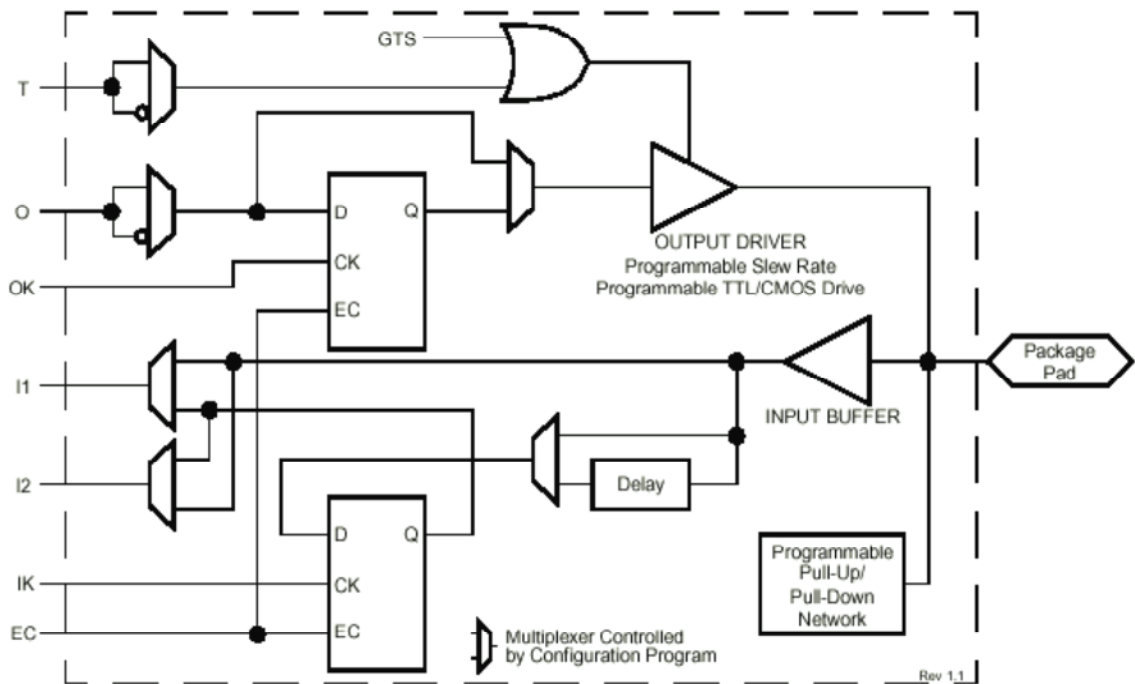 GTS
T
O
D
Q
CK
EC
OK
OUTPUT DRIVER
Programmable Slew Rate
Programmable TTL/CMOS Drive
Package
Pad
I1
INPUT BUFFER
I2
Delay
D
Q
CK
EC
IK
EC
Programmable
Pull-Up/
Pull-Down
Network
Multiplexer Controlled
by Configuration Program
Rev 1.1